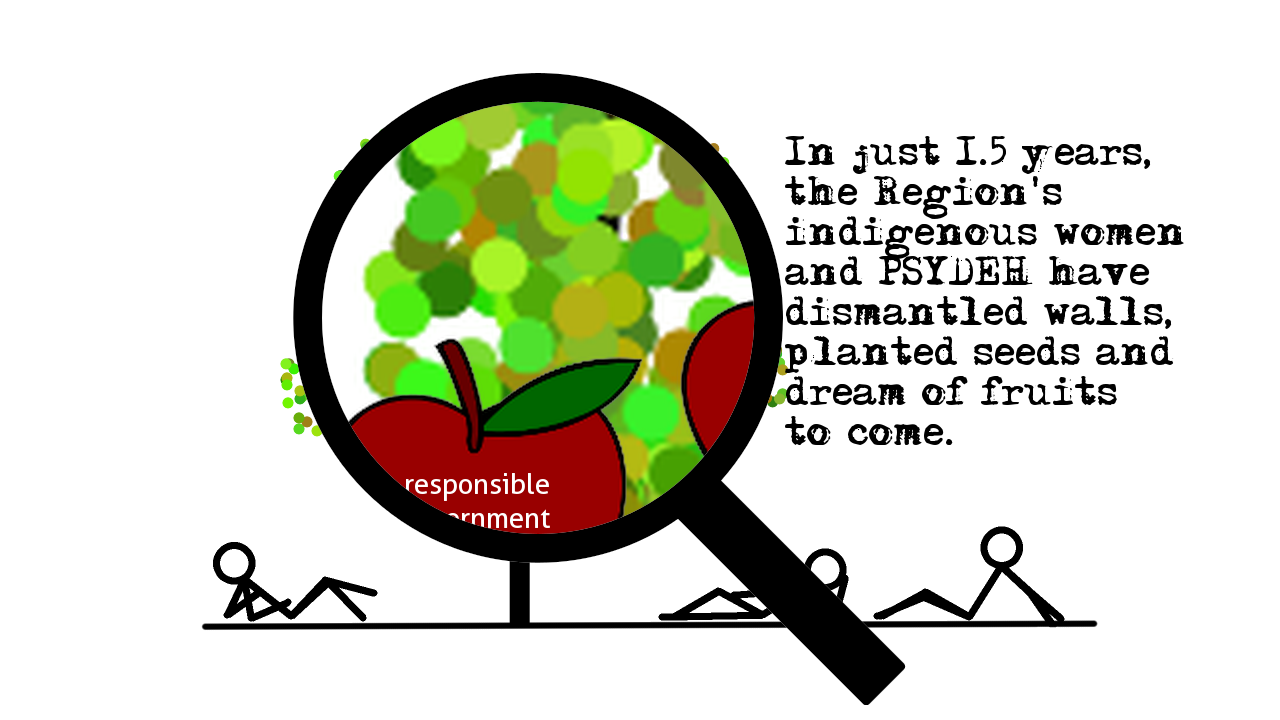 In just 1.5 years,
the Region's
indigenous women
and PSYDEH have
dismantled walls,
planted seeds and
dream of fruits
to come.
responsible
ernment